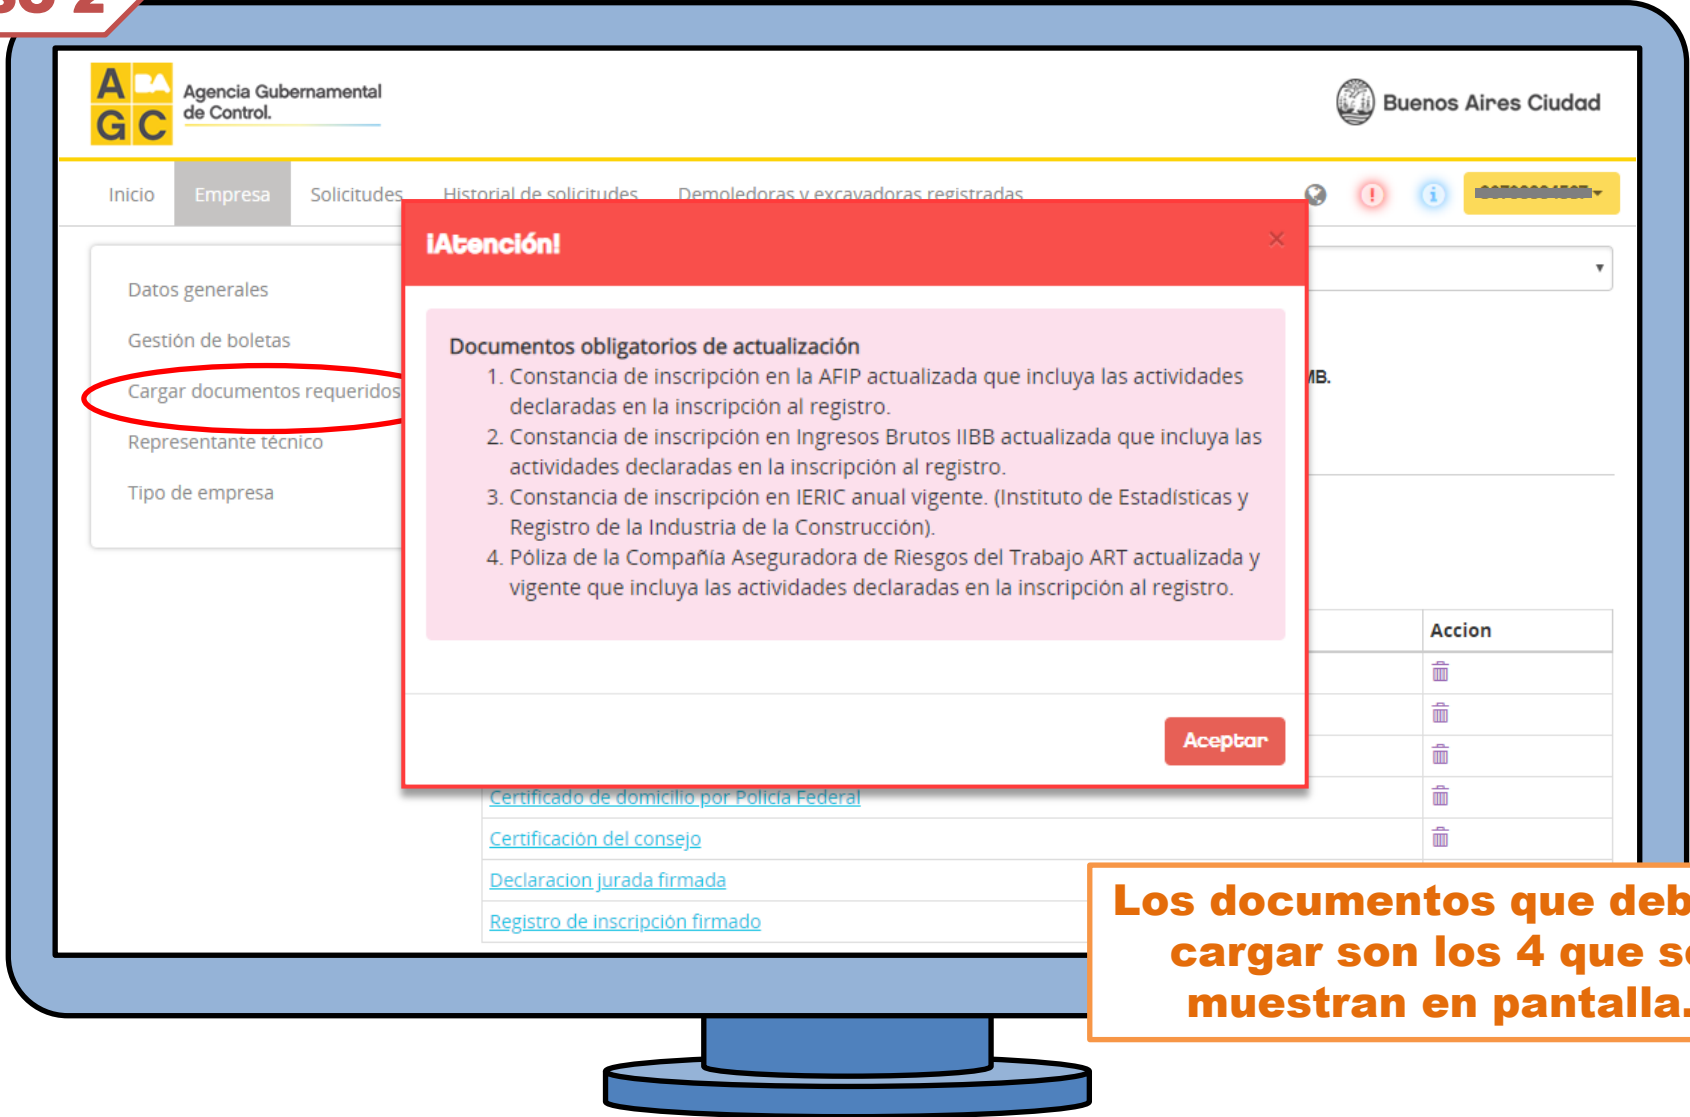 SO 2
A BA
G C
Agencia Gubernamental
de Control.
Buenos Aires Ciudad
Inicio Empresa Solicitudes Historial de solicitudes Demoledoras y excavadoras registradas
¡Atención! ×
Datos generales
Gestión de boletas
Cargar documentos requeridos
Representante técnico
Tipo de empresa
Documentos obligatorios de actualización
1. Constancia de inscripción en la AFIP actualizada que incluya las actividades
declaradas en la inscripción al registro.
2. Constancia de inscripción en Ingresos Brutos IIBB actualizada que incluya las
actividades declaradas en la inscripción al registro.
3. Constancia de inscripción en IERIC anual vigente. (Instituto de Estadísticas y
Registro de la Industria de la Construcción).
4. Póliza de la Compañía Aseguradora de Riesgos del Trabajo ART actualizada y
vigente que incluya las actividades declaradas en la inscripción al registro.
MB.
Aceptar
Accion
Certificado de domicilio por Policía Federal
Certificación del consejo
Declaracion jurada firmada
Registro de inscripción firmado
Los documentos que deb
cargar son los 4 que se
muestran en pantalla.